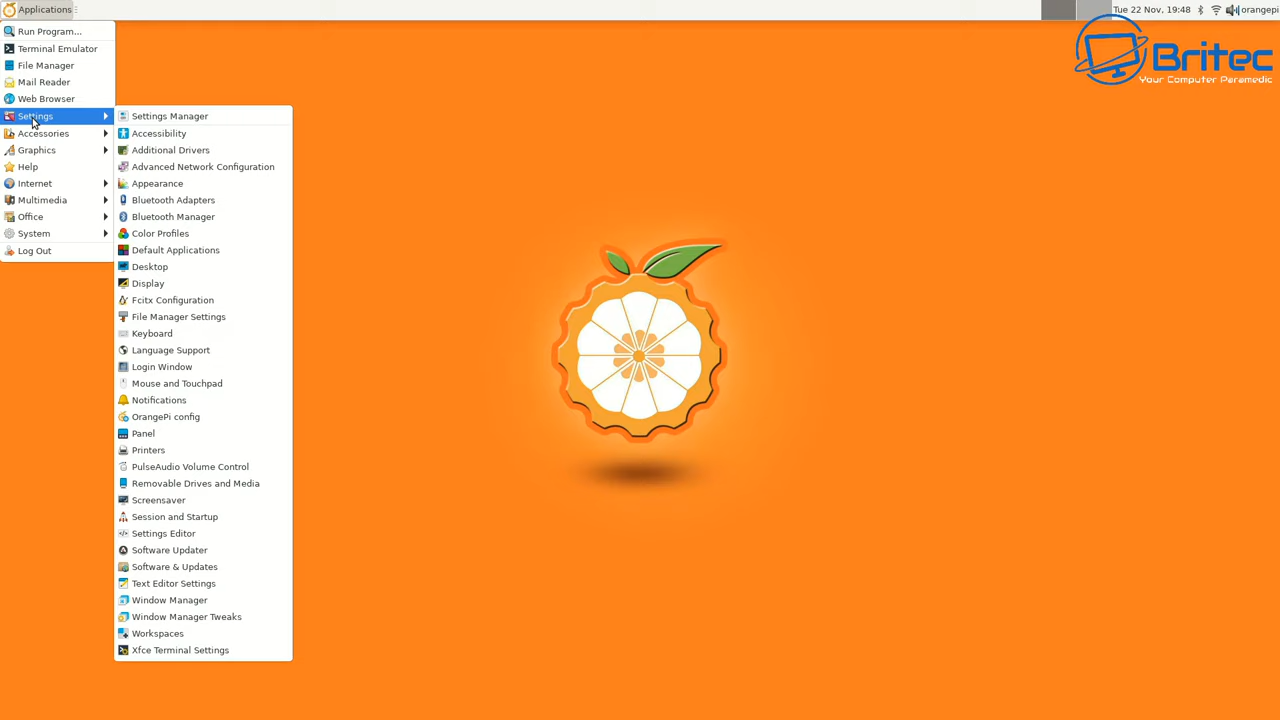 Applications
Tue 22 Nov, 19:48
orangepi
Britec
Your Computer Paramedic
Run Program...
Terminal Emulator
File Manager
Mail Reader
Web Browser
Settings
Accessories
Graphics
Help
Internet
Multimedia
Office
System
Log Out
Settings Manager
Accessibility
Additional Drivers
Advanced Network Configuration
Appearance
Bluetooth Adapters
Bluetooth Manager
Color Profiles
Default Applications
Desktop
Display
Fcitx Configuration
File Manager Settings
Keyboard
Language Support
Login Window
Mouse and Touchpad
Notifications
OrangePi config
Panel
Printers
PulseAudio Volume Control
Removable Drives and Media
Screensaver
Session and Startup
Settings Editor
Software Updater
Software & Updates
Text Editor Settings
Window Manager
Window Manager Tweaks
Workspaces
Xfce Terminal Settings